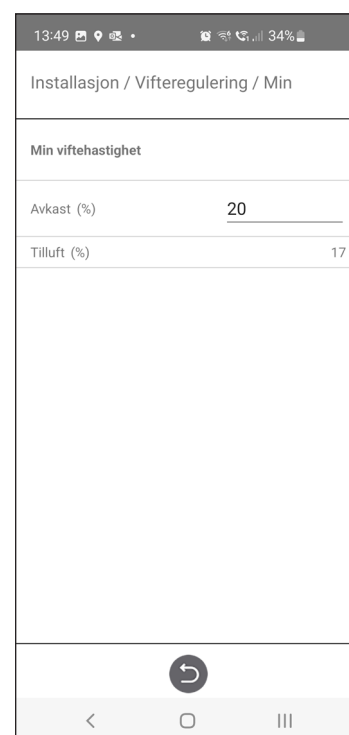 13:49 34%
Installasjon / Vifteregulering / Min
Min viftehastighet
Avkast (%) 20
Tilluft (%) 17